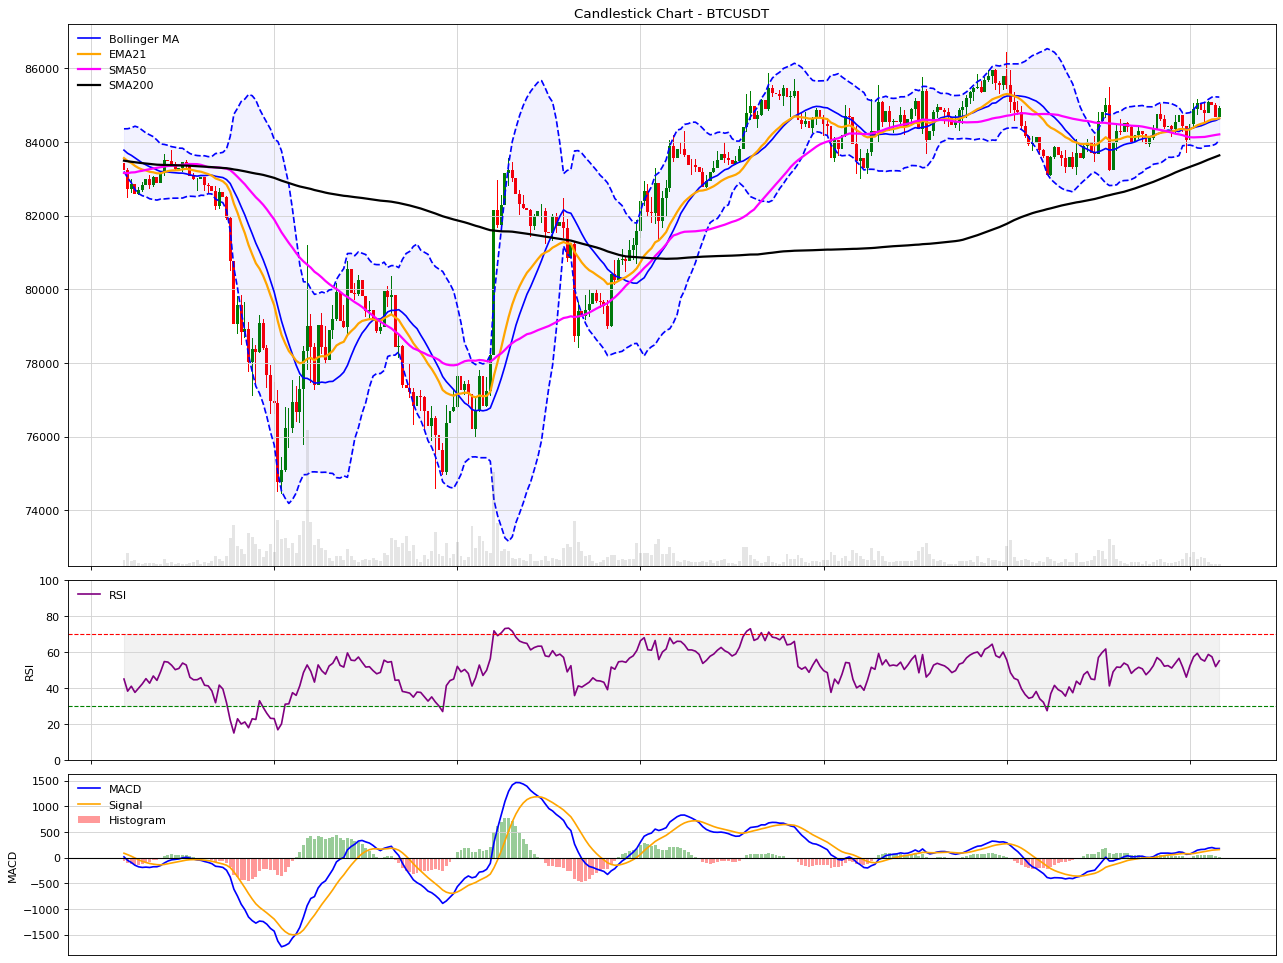 Candlestick Chart - BTCUSDT
Bollinger MA
EMA21
SMA50
SMA200
86000
84000
82000
80000
78000
76000
74000
RSI
100
80
60
40
20
0
RSI
MACD
Signal
Histogram
1500
1000
500
0
−500
−1000
−1500
MACD